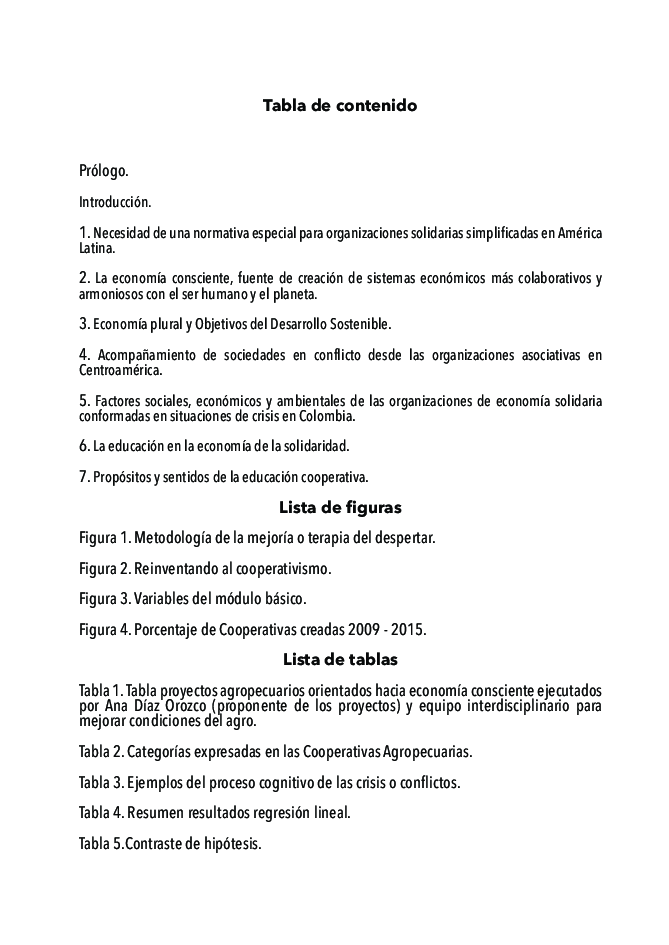 Tabla de contenido
Prólogo.
Introducción.
1. Necesidad de una normativa especial para organizaciones solidarias simplificadas en América
Latina.
2. La economía consciente, fuente de creación de sistemas económicos más colaborativos y
armoniosos con el ser humano y el planeta.
3. Economía plural y Objetivos del Desarrollo Sostenible.
4. Acompañamiento de sociedades en conflicto desde las organizaciones asociativas en
Centroamérica.
5. Factores sociales, económicos y ambientales de las organizaciones de economía solidaria
conformadas en situaciones de crisis en Colombia.
6. La educación en la economía de la solidaridad.
7. Propósitos y sentidos de la educación cooperativa.
Lista de figuras
Figura 1. Metodología de la mejoría o terapia del despertar.
Figura 2. Reinventando al cooperativismo.
Figura 3. Variables del módulo básico.
Figura 4. Porcentaje de Cooperativas creadas 2009 - 2015.
Lista de tablas
Tabla 1. Tabla proyectos agropecuarios orientados hacia economía consciente ejecutados
por Ana Díaz Orozco (proponente de los proyectos) y equipo interdisciplinario para
mejorar condiciones del agro.
Tabla 2. Categorías expresadas en las Cooperativas Agropecuarias.
Tabla 3. Ejemplos del proceso cognitivo de las crisis o conflictos.
Tabla 4. Resumen resultados regresión lineal.
Tabla 5.Contraste de hipótesis.